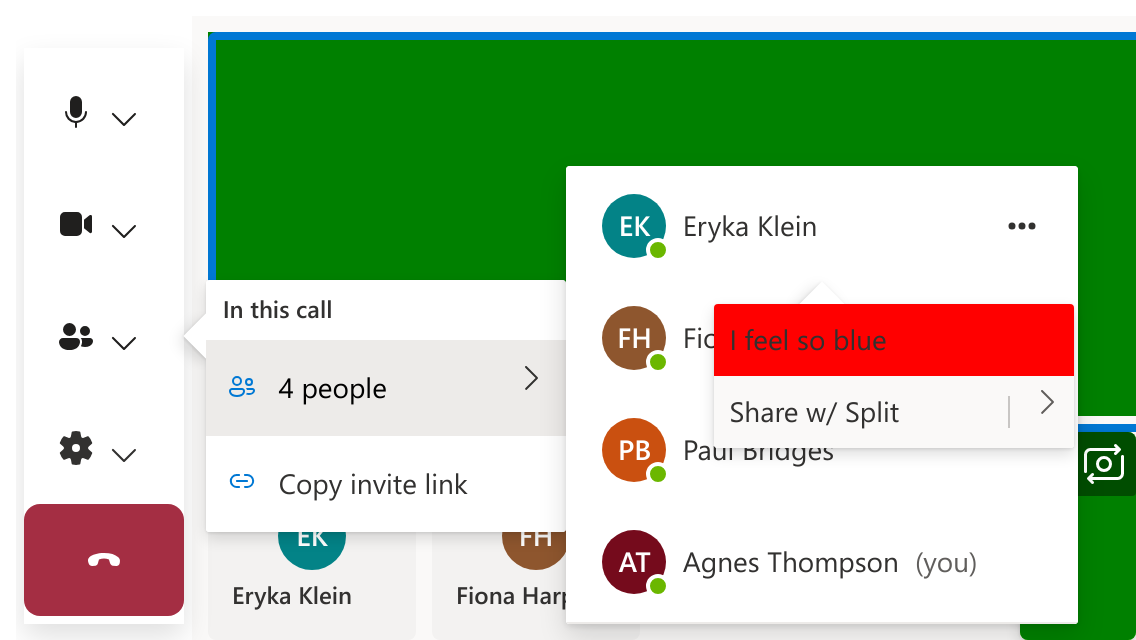 EK Eryka Klein
In this call
FH Fic
I feel so blue
4 people
Share w/ Split
PB Paul Bridges
Copy invite link
EK FH
AT Agnes Thompson (you)
Eryka Klein Fiona Harp